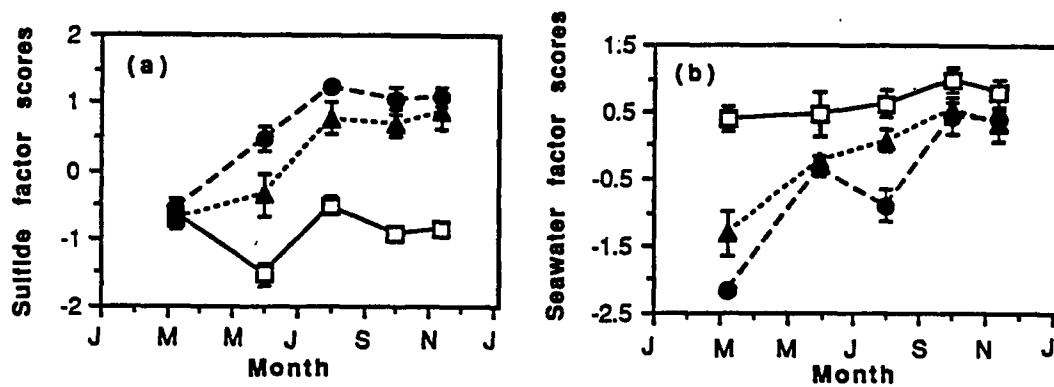 (a)
Sulfide factor scores
2
1
0
-1
-2
J M M J S N J
Month
(b)
Seawater factor scores
1.5
0.5
-0.5
-1.5
-2.5
J M M J S N J
Month